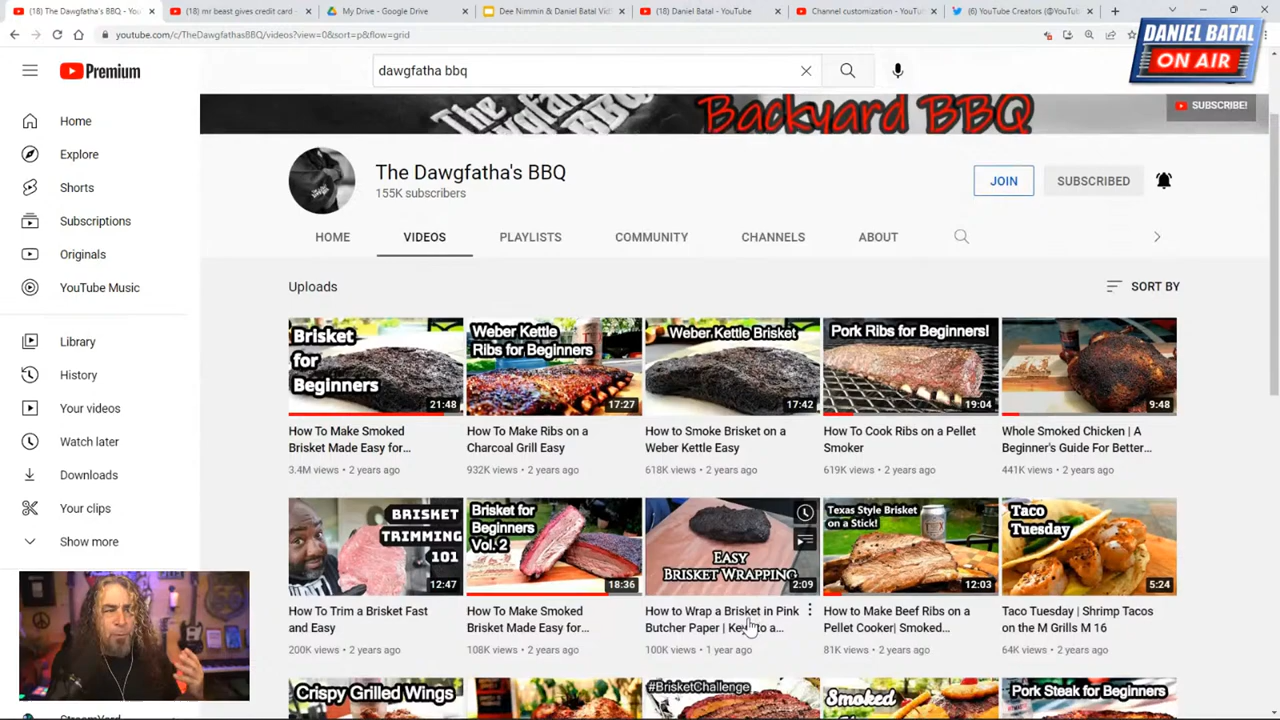 (18) The Dawgfatha's BBQ - You
(18) mr beast gives credit card
My Drive - Google Drive
Dee Nimmin & Daniel Batal Vid
(18) Daniel Batal - YouTube
Channel customization - YouTu
(6) YouTube Creators (@YouTu
youtube.com/c/TheDawgfathasBBQ/videos?view=0&sort=p&flow=grid
DANIEL BATAL
ON AIR
Premium
dawgfatha bbq
The
BBQ
Backyard BBQ
SUBSCRIBE!
Home
Explore
Shorts
Subscriptions
Originals
YouTube Music
Library
History
Your videos
Watch later
Downloads
Your clips
Show more
The Dawgfatha's BBQ
155K subscribers
JOIN
SUBSCRIBED
HOME
VIDEOS
PLAYLISTS
COMMUNITY
CHANNELS
ABOUT
Uploads
SORT BY
Brisket
for
Beginners
21:48
Weber Kettle
Ribs for Beginners
17:27
Weber Kettle Brisket
17:42
Pork Ribs for Beginners!
19:04
9:48
How To Make Smoked
Brisket Made Easy for...
3.4M views • 2 years ago
How To Make Ribs on a
Charcoal Grill Easy
932K views • 2 years ago
How to Smoke Brisket on a
Weber Kettle Easy
618K views • 2 years ago
How To Cook Ribs on a Pellet
Smoker
619K views • 2 years ago
Whole Smoked Chicken | A
Beginner's Guide For Better...
441K views • 2 years ago
BRISKET
TRIMMING
101
12:47
Brisket for
Beginners
Vol. 2
18:36
EASY
BRISKET WRAPPING
2:09
Texas Style Brisket
on a Stick!
12:03
Taco
Tuesday
5:24
How To Trim a Brisket Fast
and Easy
200K views • 2 years ago
How To Make Smoked
Brisket Made Easy for...
108K views • 2 years ago
How to Wrap a Brisket in Pink
Butcher Paper | Key to a...
100K views • 1 year ago
How to Make Beef Ribs on a
Pellet Cooker| Smoked...
81K views • 2 years ago
Taco Tuesday | Shrimp Tacos
on the M Grills M 16
64K views • 2 years ago
Crispy Grilled Wings
#BrisketChallenge
Smoked
Pork Steak for Beginners
StreamYard